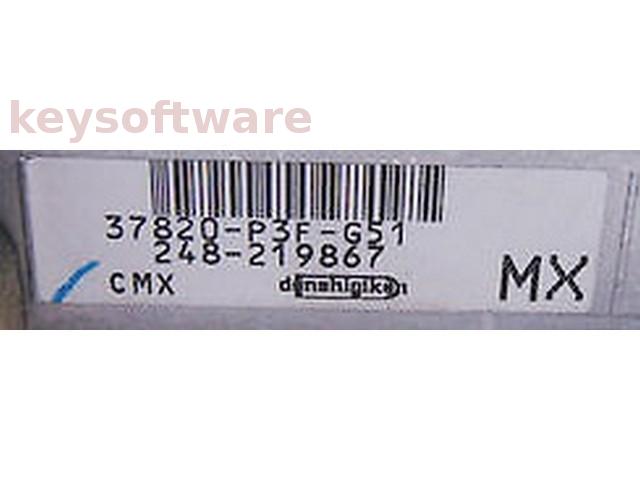 keysoftware
37820-P3F-G51
248-219867
CMX denshigiken MX